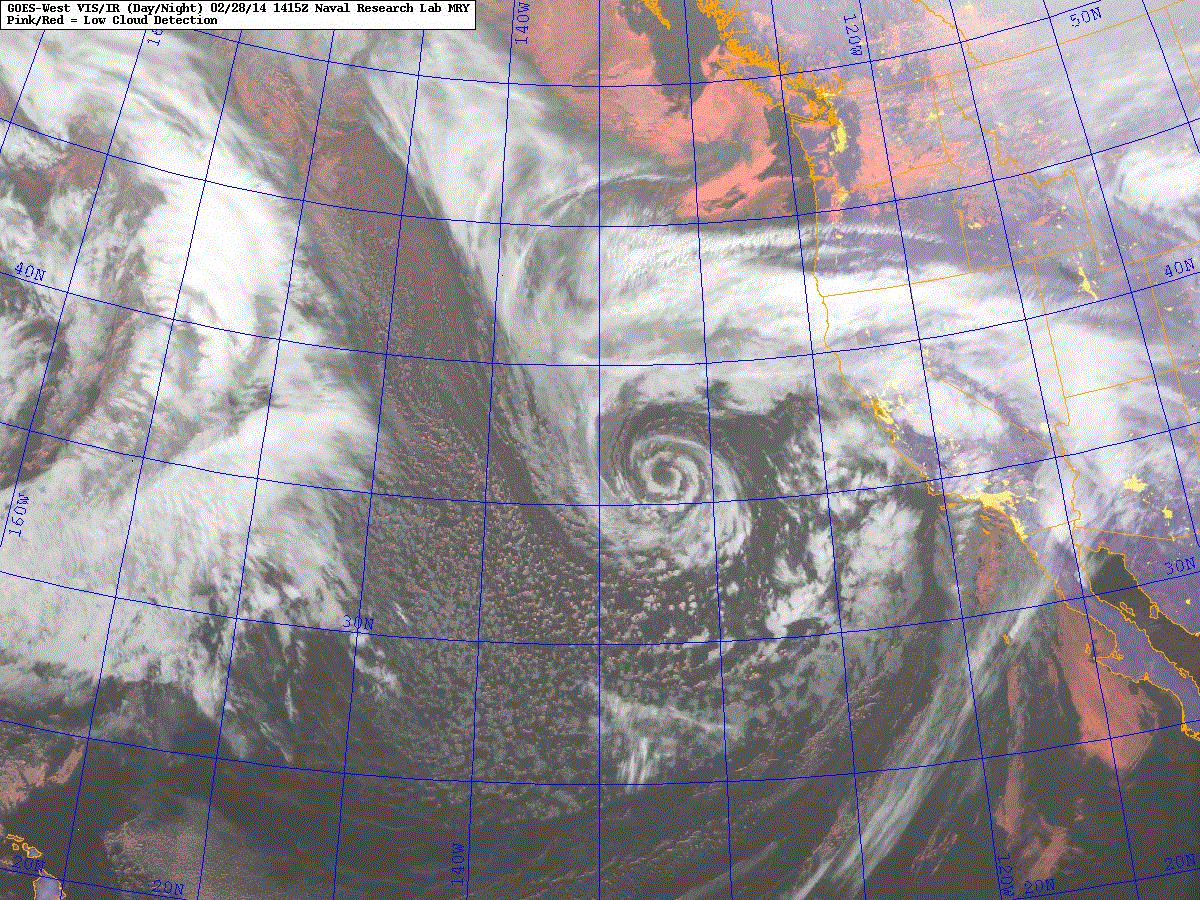 GOES-West VIS/IR (Day/Night) 02/28/14 1415Z Naval Research Lab MRY
Pink/Red = Low Cloud Detection
140W
120W
50N
40N
40N
160W
30N
30N
140W
120W
20N
20N
20N
20N